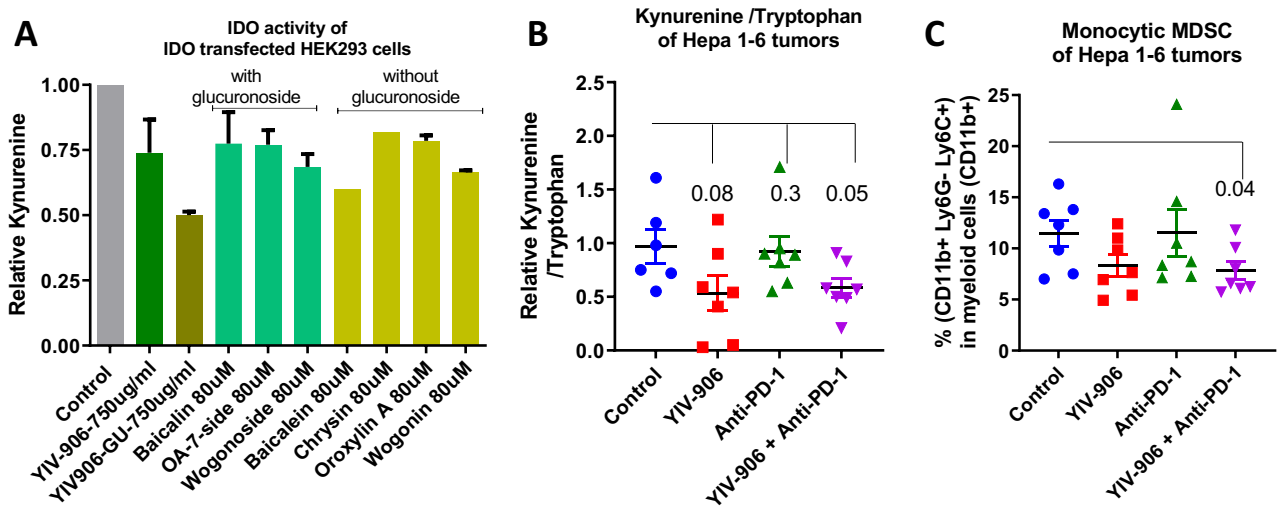 A
IDO activity of
IDO transfected HEK293 cells
with
glucuronoside
without
glucuronoside
Relative Kynurenine
1.00
0.75
0.50
0.25
0.00
Control
YIV-906-750ug/ml
YIV906-GU-750ug/ml
Baicalin 80uM
OA-7-side 80uM
Wogonoside 80uM
Baicalein 80uM
Chrysin 80uM
Oroxylin A 80uM
Wogonin 80uM
B
Kynurenine /Tryptophan
of Hepa 1-6 tumors
Relative Kynurenine
/Tryptophan
2.5
2.0
1.5
1.0
0.5
0.0
0.08
0.3
0.05
Control
YIV-906
Anti-PD-1
YIV-906 + Anti-PD-1
C
Monocytic MDSC
of Hepa 1-6 tumors
% (CD11b+ Ly6G- Ly6C+)
in myeloid cells (CD11b+)
25
20
15
10
5
0
0.04
Control
YIV-906
Anti-PD-1
YIV-906 + Anti-PD-1